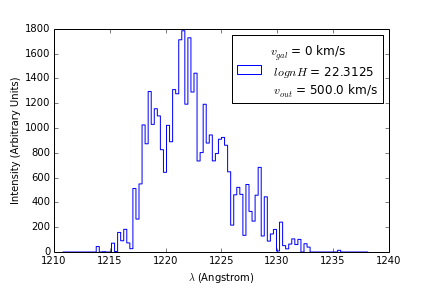 1800
1600
1400
1200
1000
800
600
400
200
0
Intensity (Arbitrary Units)
v_gal = 0 km/s
lognH = 22.3125
v_out = 500.0 km/s
1210 1215 1220 1225 1230 1235 1240
λ (Angstrom)